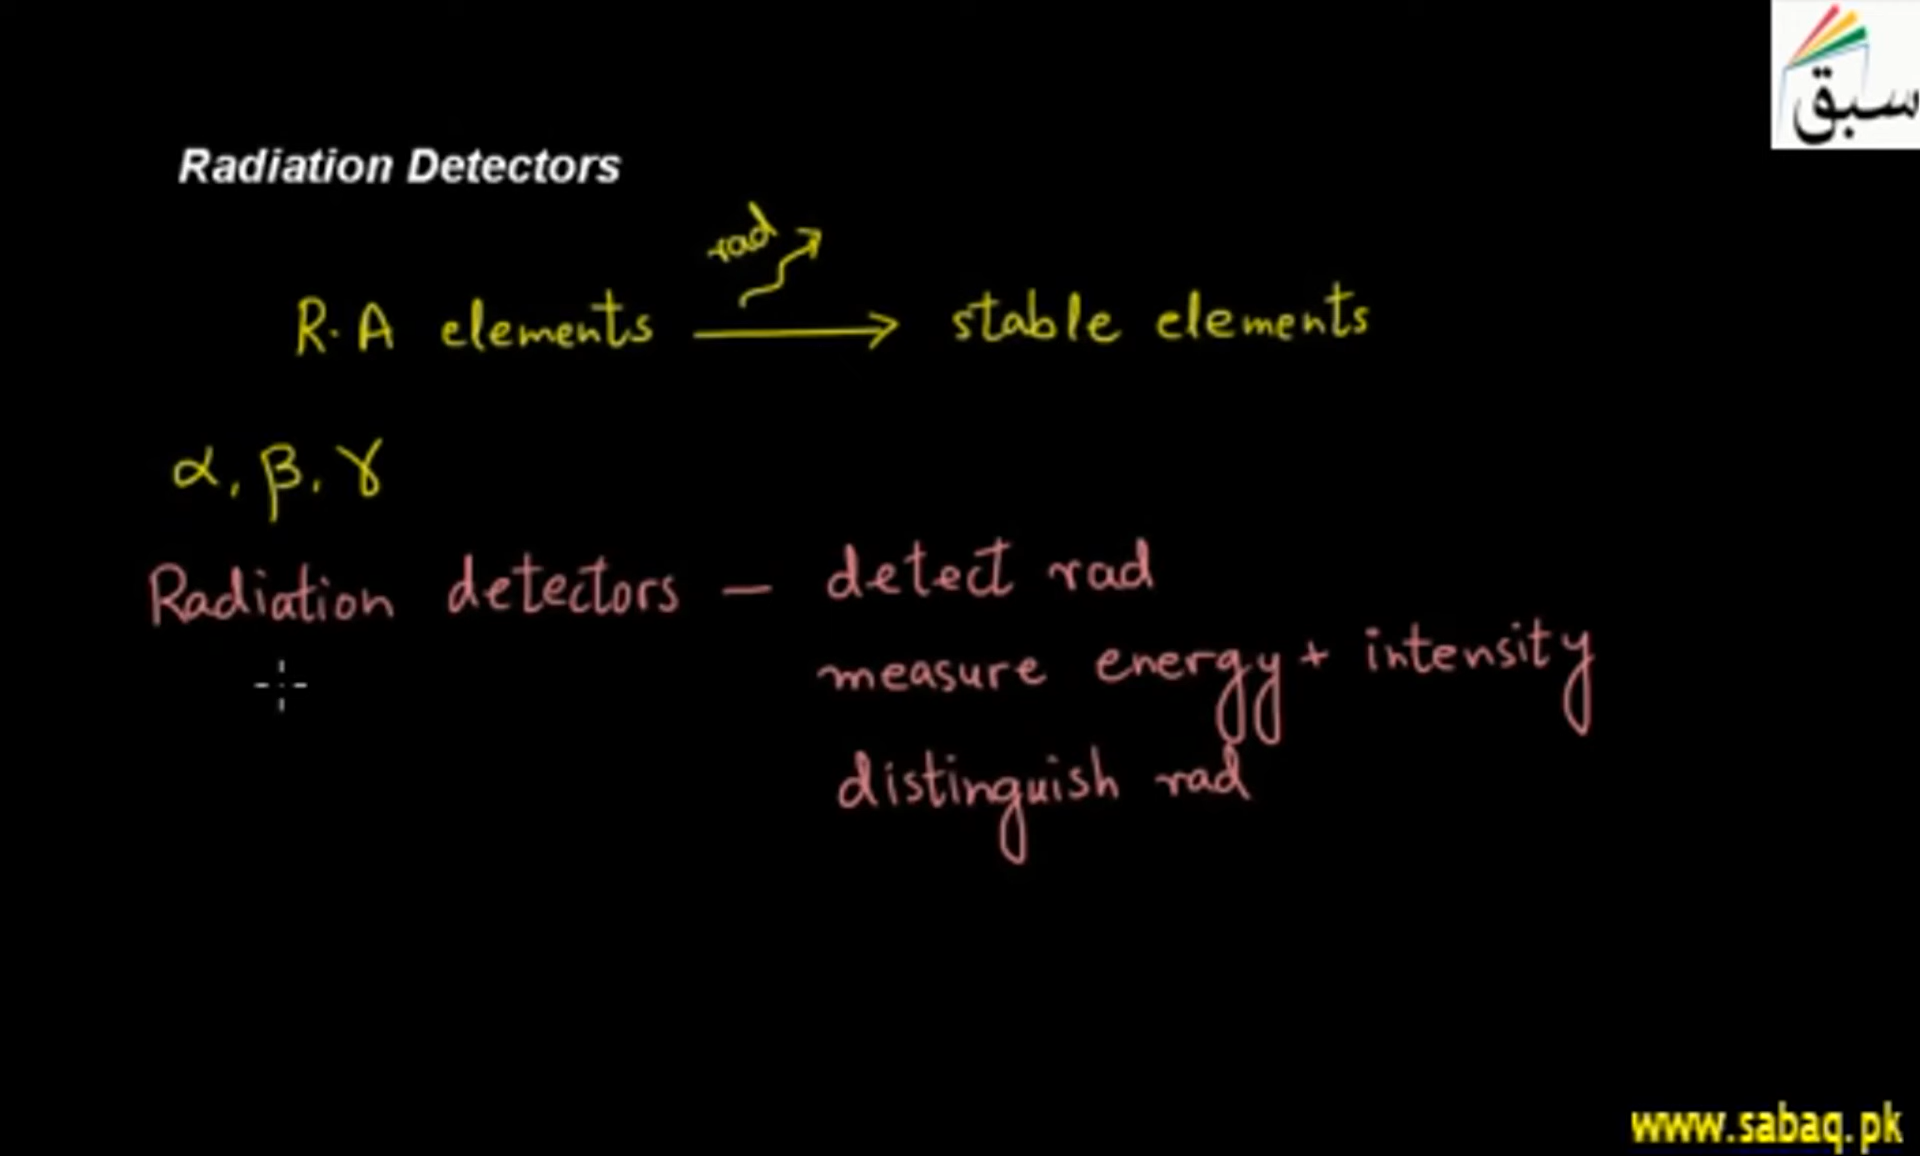 سبق
Radiation Detectors
rad
R.A elements → stable elements
α, β, γ
Radiation detectors – detect rad
measure energy + intensity
distinguish rad
www.sabaq.pk